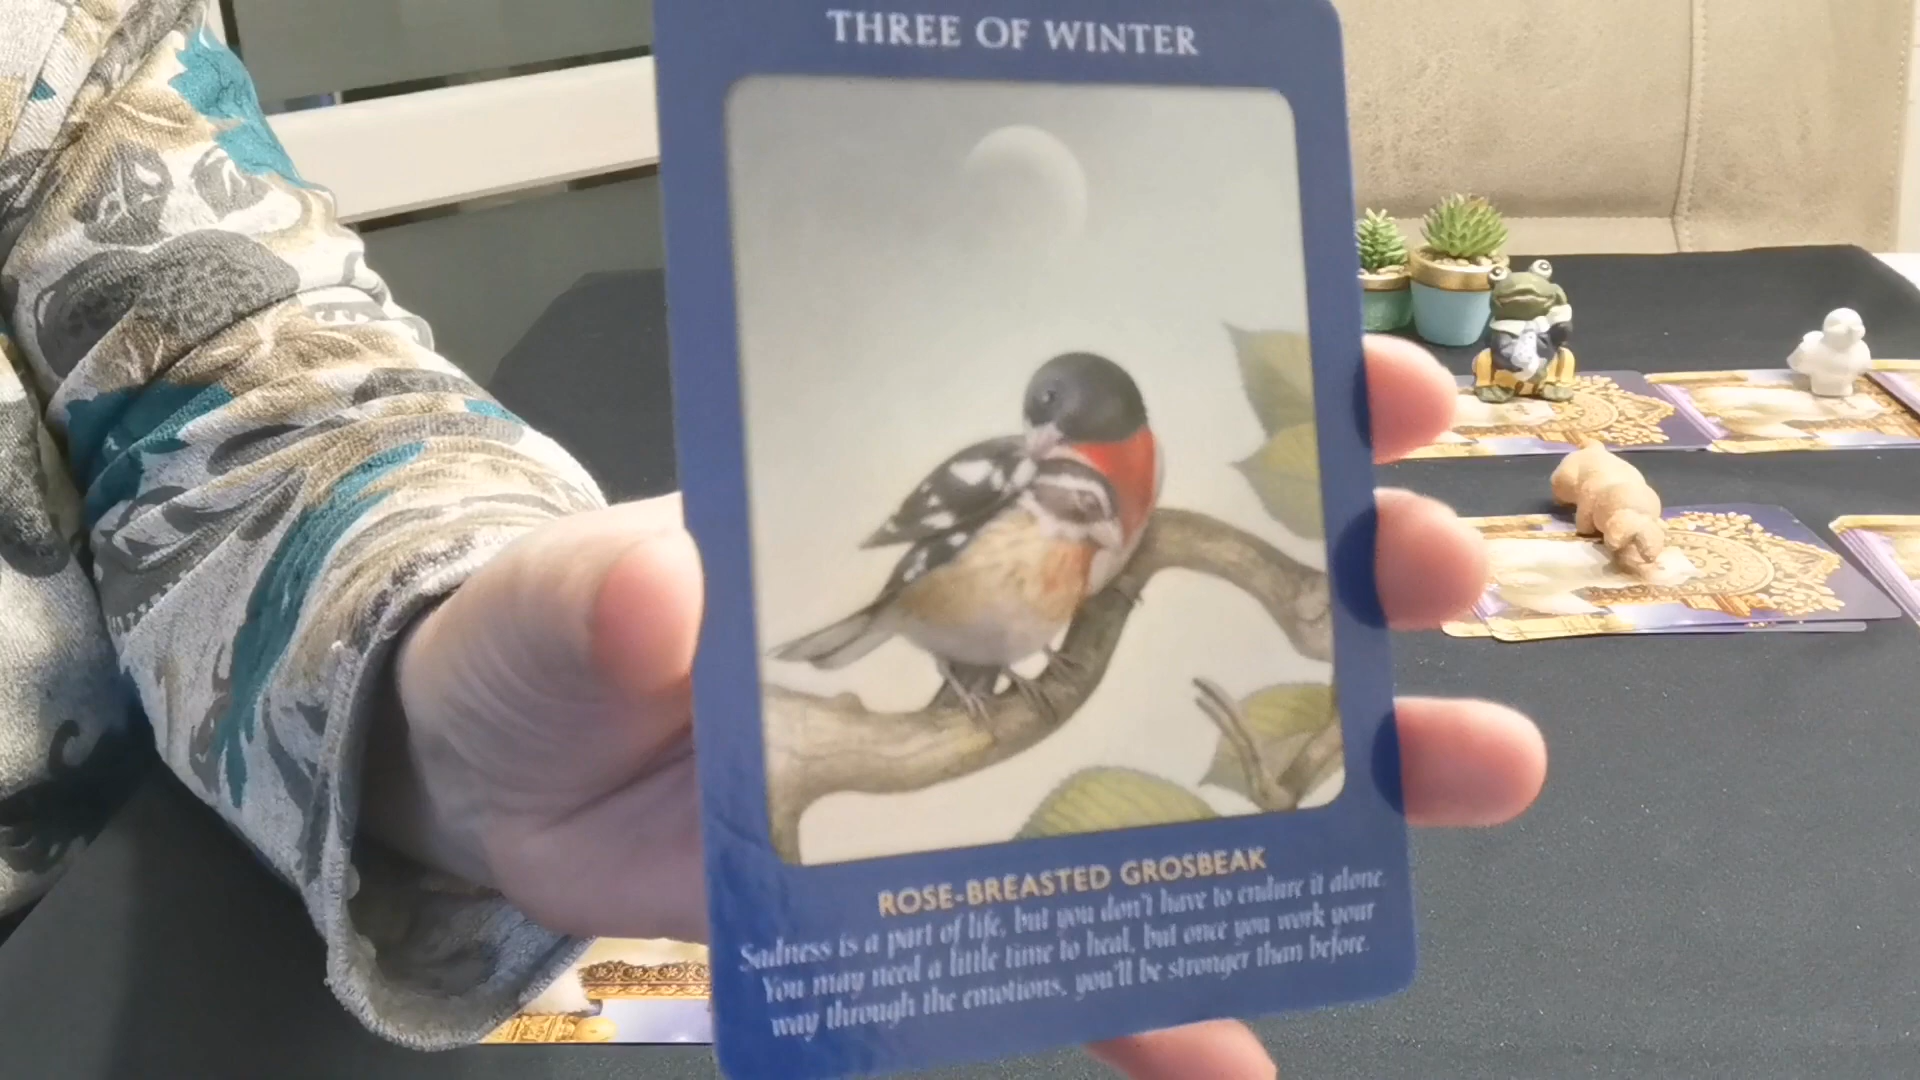 THREE OF WINTER
ROSE-BREASTED GROSBEAK
Sadness is a part of life, but you don't have to endure it alone.
You may need a little time to heal, but once you work your
way through the emotions, you'll be stronger than before.